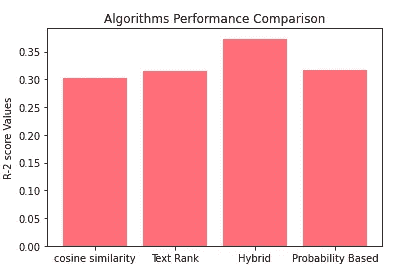 Algorithms Performance Comparison
R-2 score Values
0.35
0.30
0.25
0.20
0.15
0.10
0.05
0.00
cosine similarity Text Rank Hybrid Probability Based